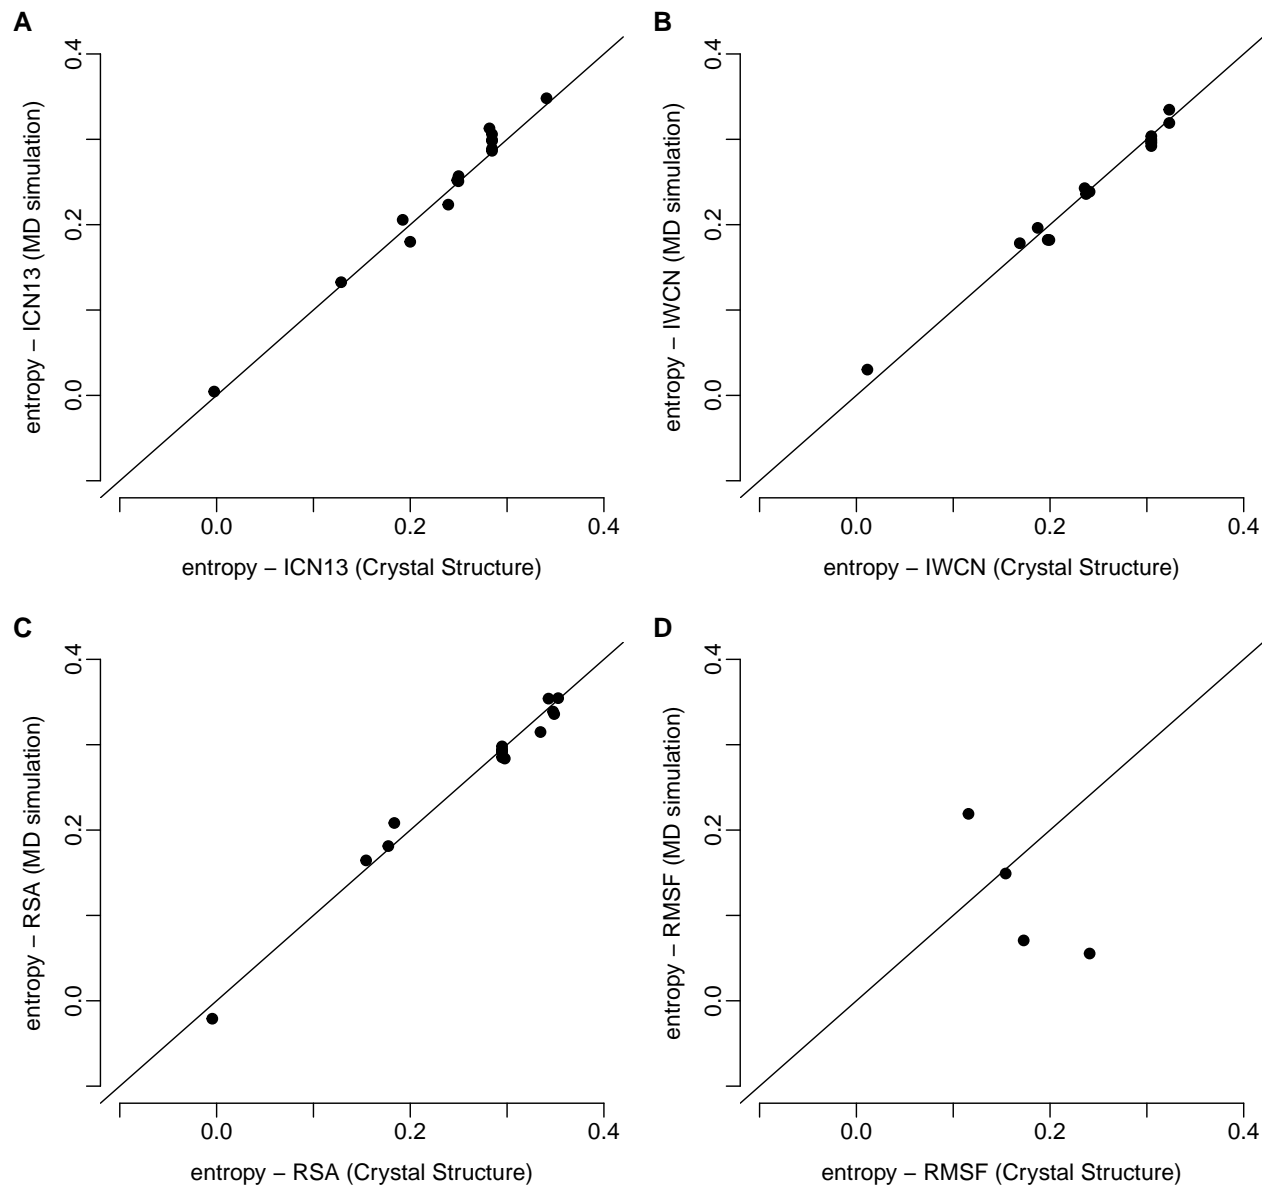 A
entropy – ICN13 (MD simulation)
0.4
0.2
0.0
0.0 0.2 0.4
entropy – ICN13 (Crystal Structure)
B
entropy – IWCN (MD simulation)
0.4
0.2
0.0
0.0 0.2 0.4
entropy – IWCN (Crystal Structure)
C
entropy – RSA (MD simulation)
0.4
0.2
0.0
0.0 0.2 0.4
entropy – RSA (Crystal Structure)
D
entropy – RMSF (MD simulation)
0.4
0.2
0.0
0.0 0.2 0.4
entropy – RMSF (Crystal Structure)